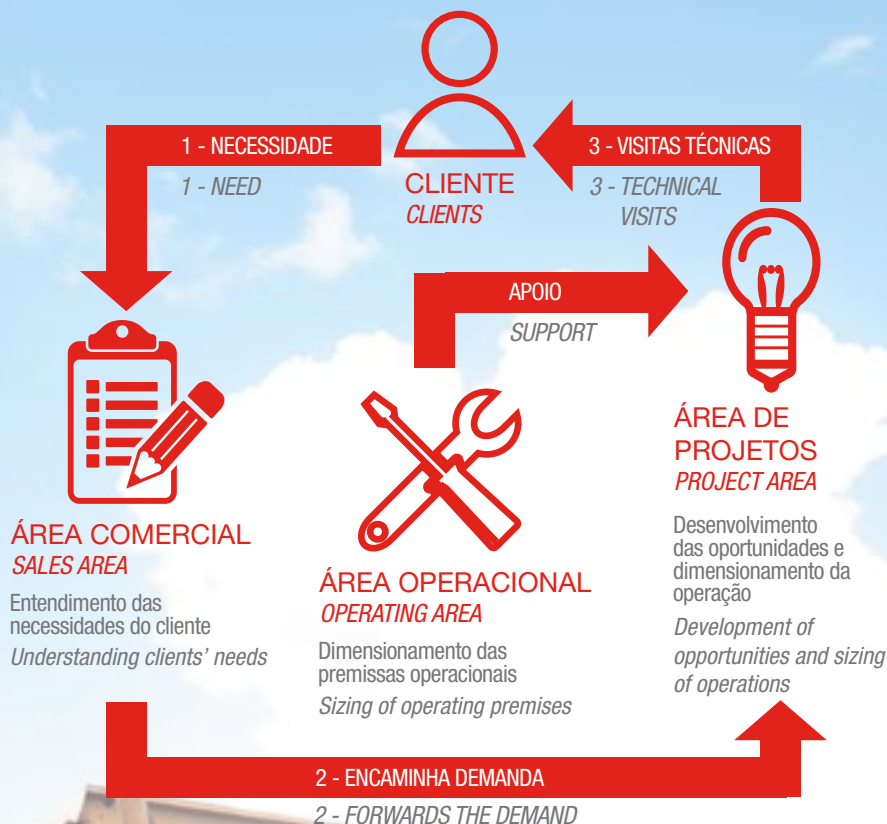 1 - NECESSIDADE
1 - NEED
CLIENTE
CLIENTS
3 - VISITAS TÉCNICAS
3 - TECHNICAL
VISITS
APOIO
SUPPORT
ÁREA COMERCIAL
SALES AREA
Entendimento das
necessidades do cliente
Understanding clients' needs
ÁREA OPERACIONAL
OPERATING AREA
Dimensionamento das
premissas operacionais
Sizing of operating premises
ÁREA DE
PROJETOS
PROJECT AREA
Desenvolvimento
das oportunidades e
dimensionamento da
operação
Development of
opportunities and sizing
of operations
2 - ENCAMINHA DEMANDA
2 - FORWARDS THE DEMAND